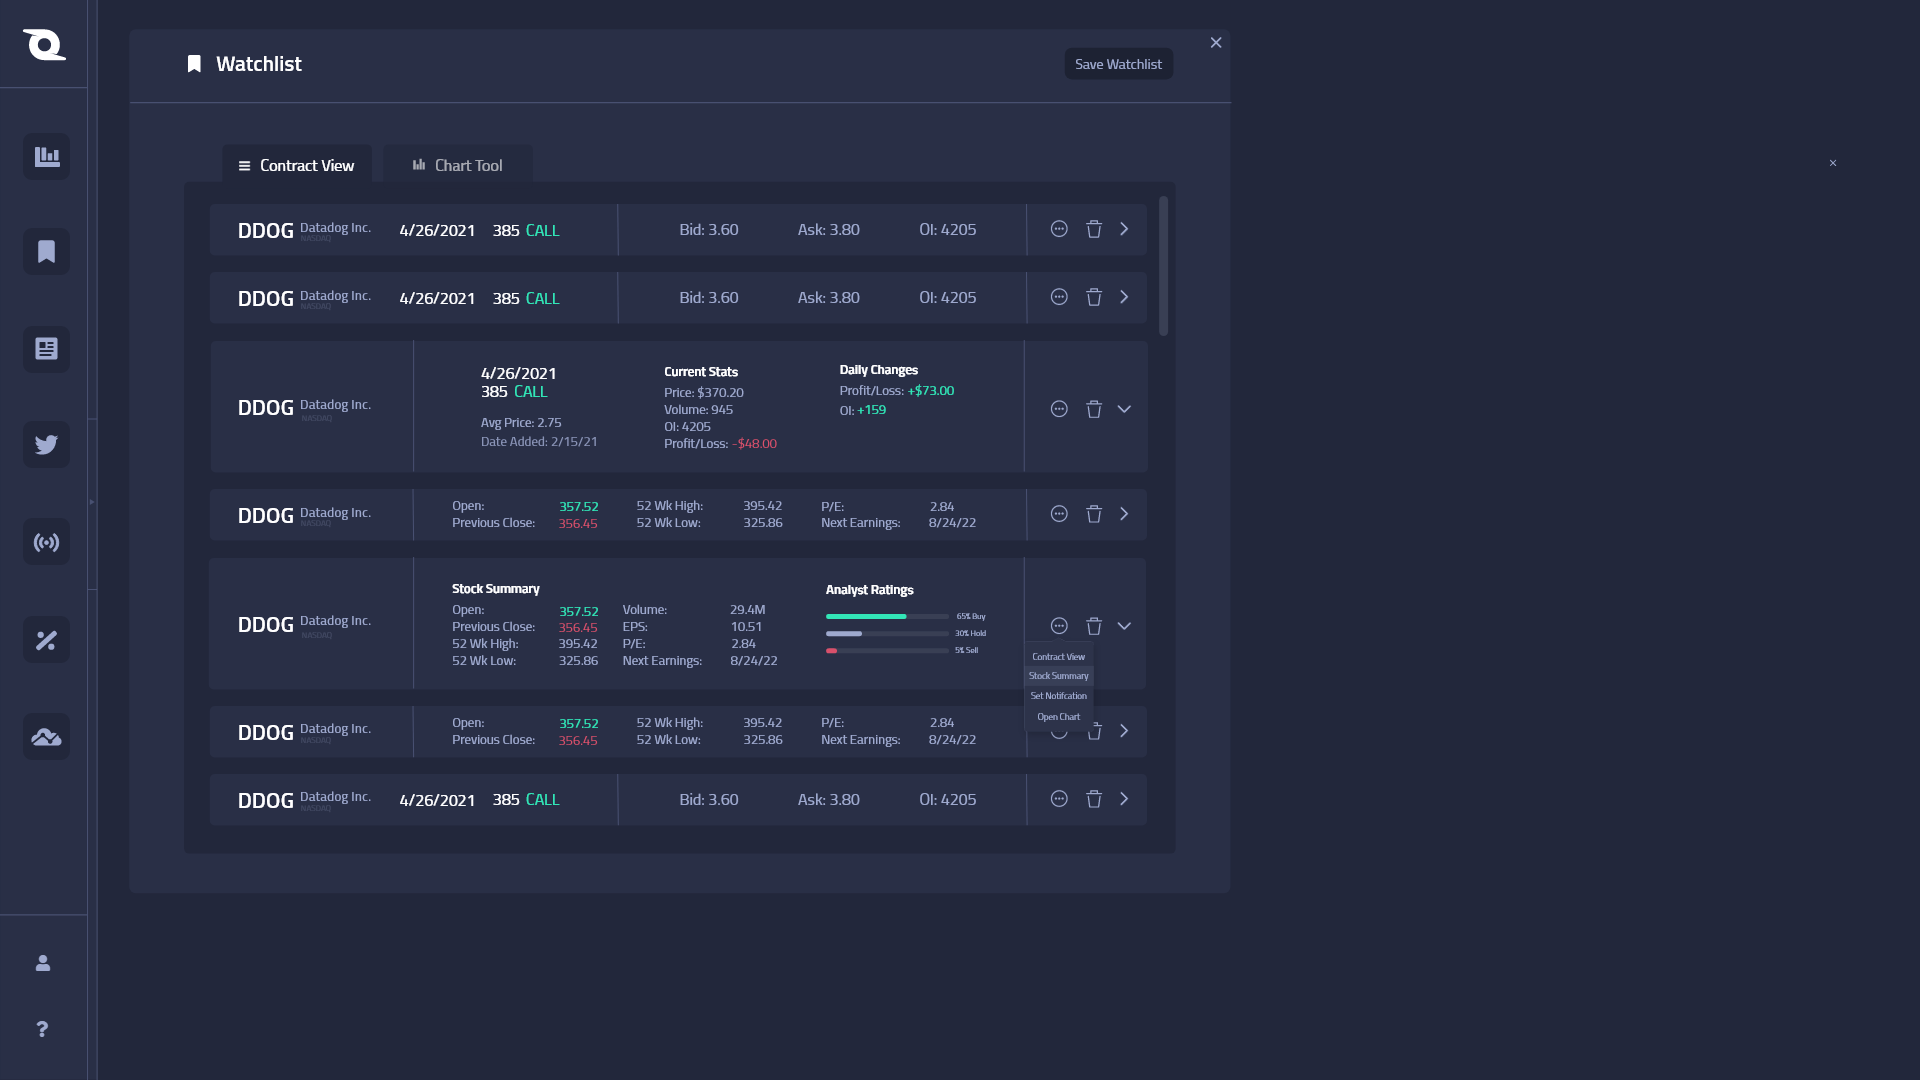 Watchlist
Save Watchlist
Contract View
Chart Tool
DDOG Datadog Inc. 4/26/2021 385 CALL Bid: 3.60 Ask: 3.80 OI: 4205
NASDAQ
DDOG Datadog Inc. 4/26/2021 385 CALL Bid: 3.60 Ask: 3.80 OI: 4205
NASDAQ
DDOG Datadog Inc.
NASDAQ
4/26/2021
385 CALL
Avg Price: 2.75
Date Added: 2/15/21
Current Stats
Price: $370.20
Volume: 945
OI: 4205
Profit/Loss: -$48.00
Daily Changes
Profit/Loss: +$73.00
OI: +159
DDOG Datadog Inc.
NASDAQ
Open: 357.52 52 Wk High: 395.42 P/E: 2.84
Previous Close: 356.45 52 Wk Low: 325.86 Next Earnings: 8/24/22
DDOG Datadog Inc.
NASDAQ
Stock Summary
Open: 357.52 Volume: 29.4M
Previous Close: 356.45 EPS: 10.51
52 Wk High: 395.42 P/E: 2.84
52 Wk Low: 325.86 Next Earnings: 8/24/22
Analyst Ratings
65% Buy
30% Hold
5% Sell
Contract View
Stock Summary
Set Notifcation
Open Chart
DDOG Datadog Inc.
NASDAQ
Open: 357.52 52 Wk High: 395.42 P/E: 2.84
Previous Close: 356.45 52 Wk Low: 325.86 Next Earnings: 8/24/22
DDOG Datadog Inc. 4/26/2021 385 CALL Bid: 3.60 Ask: 3.80 OI: 4205
NASDAQ